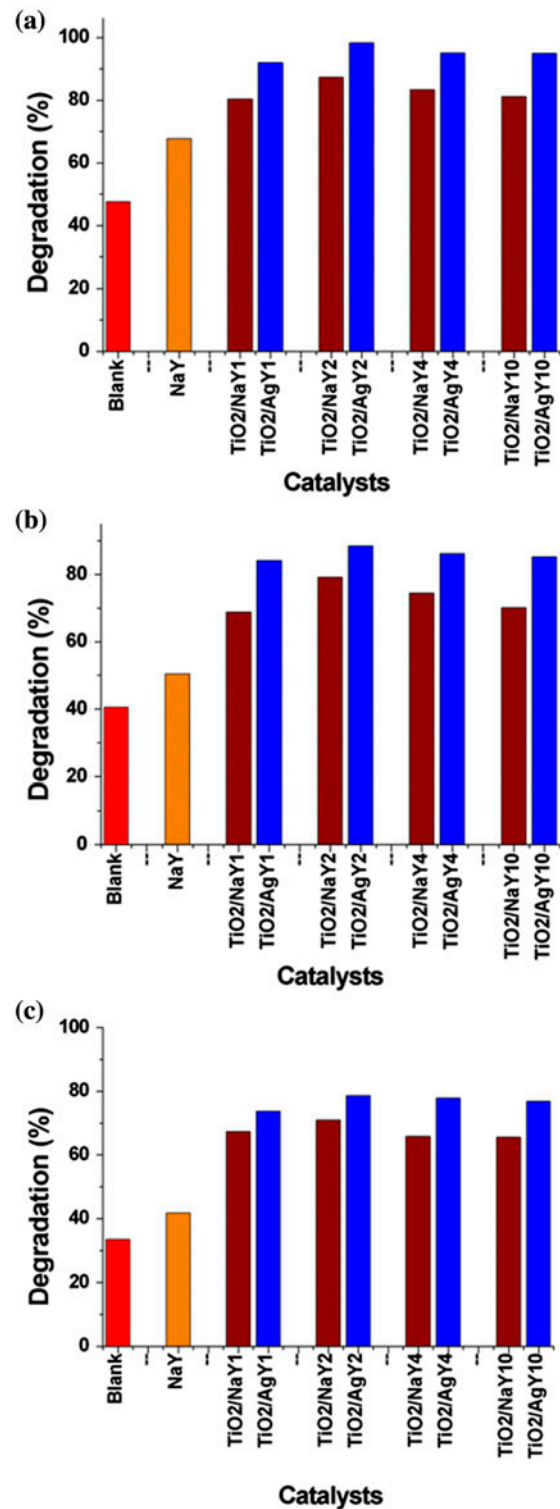 (a)
100
80
60
40
20
0
Degradation (%)
Blank
--
NaY
--
TiO2/NaY1
TiO2/AgY1
--
TiO2/NaY2
TiO2/AgY2
--
TiO2/NaY4
TiO2/AgY4
--
TiO2/NaY10
TiO2/AgY10
Catalysts
(b)
80
60
40
20
0
Degradation (%)
Blank
--
NaY
--
TiO2/NaY1
TiO2/AgY1
--
TiO2/NaY2
TiO2/AgY2
--
TiO2/NaY4
TiO2/AgY4
--
TiO2/NaY10
TiO2/AgY10
Catalysts
(c)
100
80
60
40
20
0
Degradation (%)
Blank
--
NaY
--
TiO2/NaY1
TiO2/AgY1
--
TiO2/NaY2
TiO2/AgY2
--
TiO2/NaY4
TiO2/AgY4
--
TiO2/NaY10
TiO2/AgY10
Catalysts